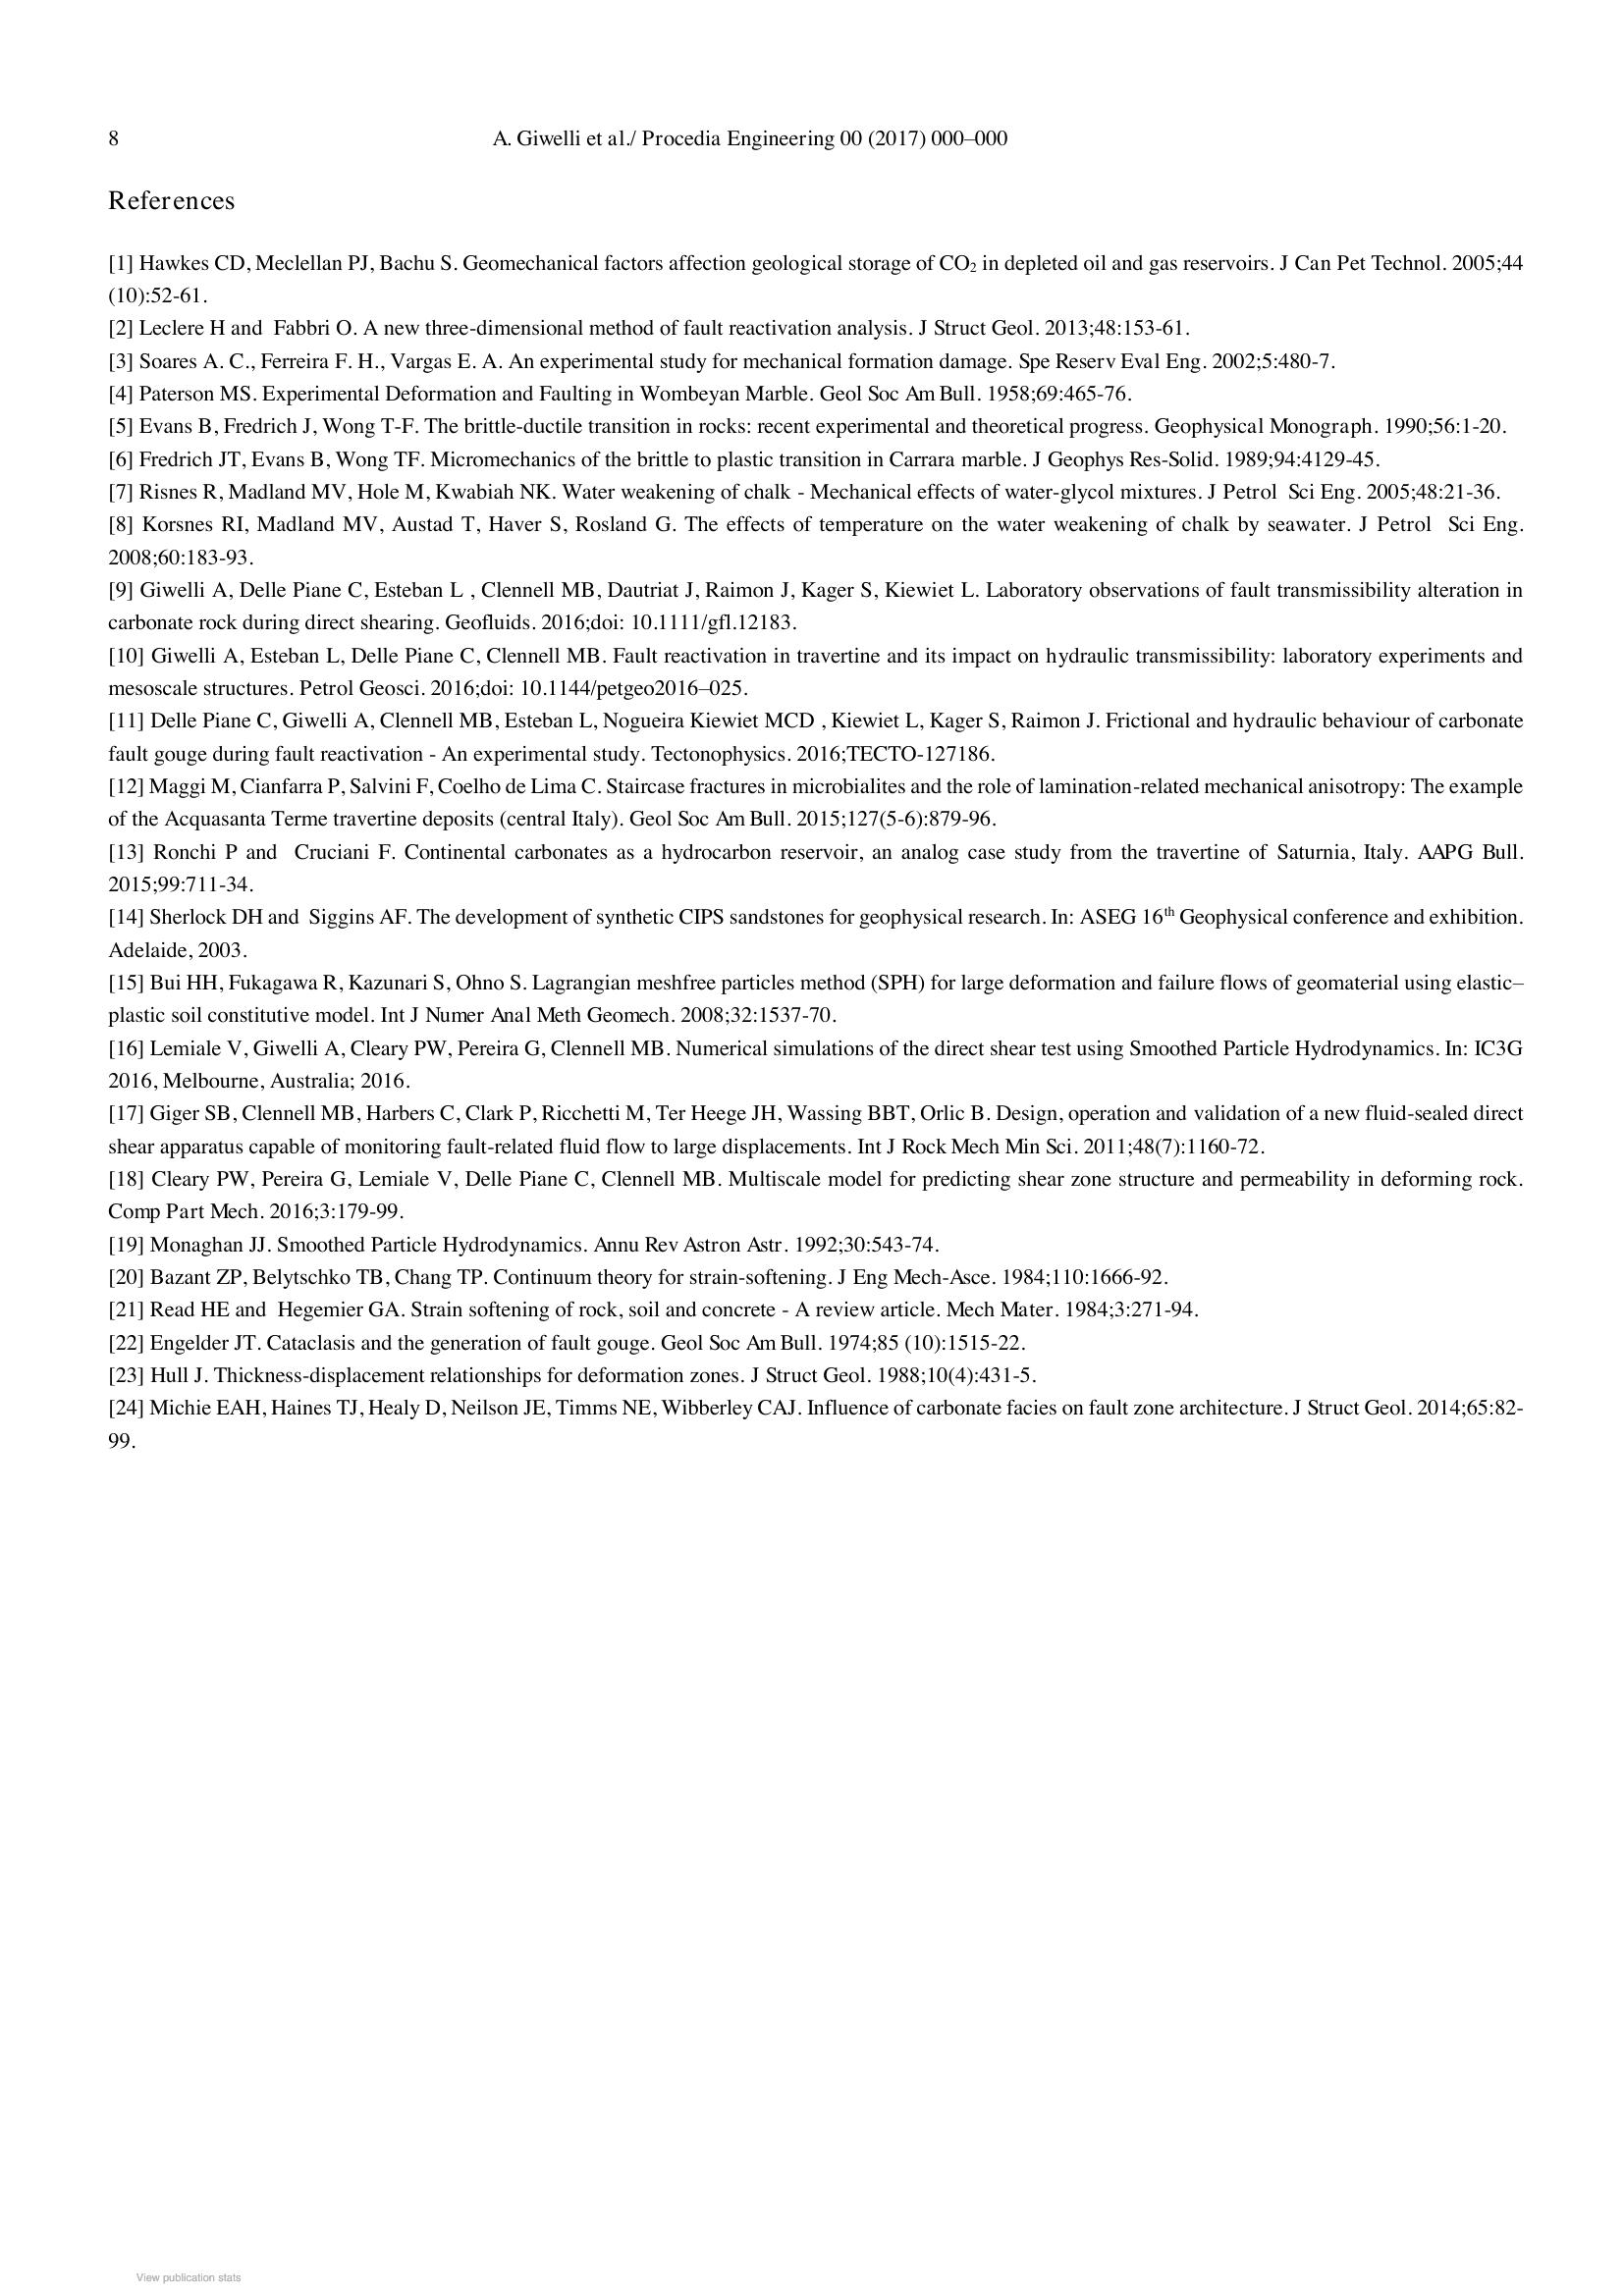 8
A. Giwelli et al./ Procedia Engineering 00 (2017) 000–000
References
[1] Hawkes CD, Meclellan PJ, Bachu S. Geomechanical factors affection geological storage of CO₂ in depleted oil and gas reservoirs. J Can Pet Technol. 2005;44
(10):52-61.
[2] Leclere H and Fabbri O. A new three-dimensional method of fault reactivation analysis. J Struct Geol. 2013;48:153-61.
[3] Soares A. C., Ferreira F. H., Vargas E. A. An experimental study for mechanical formation damage. Spe Reserv Eval Eng. 2002;5:480-7.
[4] Paterson MS. Experimental Deformation and Faulting in Wombeyan Marble. Geol Soc Am Bull. 1958;69:465-76.
[5] Evans B, Fredrich J, Wong T-F. The brittle-ductile transition in rocks: recent experimental and theoretical progress. Geophysical Monograph. 1990;56:1-20.
[6] Fredrich JT, Evans B, Wong TF. Micromechanics of the brittle to plastic transition in Carrara marble. J Geophys Res-Solid. 1989;94:4129-45.
[7] Risnes R, Madland MV, Hole M, Kwabiah NK. Water weakening of chalk - Mechanical effects of water-glycol mixtures. J Petrol Sci Eng. 2005;48:21-36.
[8] Korsnes RI, Madland MV, Austad T, Haver S, Rosland G. The effects of temperature on the water weakening of chalk by seawater. J Petrol Sci Eng.
2008;60:183-93.
[9] Giwelli A, Delle Piane C, Esteban L , Clennell MB, Dautriat J, Raimon J, Kager S, Kiewiet L. Laboratory observations of fault transmissibility alteration in
carbonate rock during direct shearing. Geofluids. 2016;doi: 10.1111/gfl.12183.
[10] Giwelli A, Esteban L, Delle Piane C, Clennell MB. Fault reactivation in travertine and its impact on hydraulic transmissibility: laboratory experiments and
mesoscale structures. Petrol Geosci. 2016;doi: 10.1144/petgeo2016–025.
[11] Delle Piane C, Giwelli A, Clennell MB, Esteban L, Nogueira Kiewiet MCD , Kiewiet L, Kager S, Raimon J. Frictional and hydraulic behaviour of carbonate
fault gouge during fault reactivation - An experimental study. Tectonophysics. 2016;TECTO-127186.
[12] Maggi M, Cianfarra P, Salvini F, Coelho de Lima C. Staircase fractures in microbialites and the role of lamination-related mechanical anisotropy: The example
of the Acquasanta Terme travertine deposits (central Italy). Geol Soc Am Bull. 2015;127(5-6):879-96.
[13] Ronchi P and Cruciani F. Continental carbonates as a hydrocarbon reservoir, an analog case study from the travertine of Saturnia, Italy. AAPG Bull.
2015;99:711-34.
[14] Sherlock DH and Siggins AF. The development of synthetic CIPS sandstones for geophysical research. In: ASEG 16th Geophysical conference and exhibition.
Adelaide, 2003.
[15] Bui HH, Fukagawa R, Kazunari S, Ohno S. Lagrangian meshfree particles method (SPH) for large deformation and failure flows of geomaterial using elastic–
plastic soil constitutive model. Int J Numer Anal Meth Geomech. 2008;32:1537-70.
[16] Lemiale V, Giwelli A, Cleary PW, Pereira G, Clennell MB. Numerical simulations of the direct shear test using Smoothed Particle Hydrodynamics. In: IC3G
2016, Melbourne, Australia; 2016.
[17] Giger SB, Clennell MB, Harbers C, Clark P, Ricchetti M, Ter Heege JH, Wassing BBT, Orlic B. Design, operation and validation of a new fluid-sealed direct
shear apparatus capable of monitoring fault-related fluid flow to large displacements. Int J Rock Mech Min Sci. 2011;48(7):1160-72.
[18] Cleary PW, Pereira G, Lemiale V, Delle Piane C, Clennell MB. Multiscale model for predicting shear zone structure and permeability in deforming rock.
Comp Part Mech. 2016;3:179-99.
[19] Monaghan JJ. Smoothed Particle Hydrodynamics. Annu Rev Astron Astr. 1992;30:543-74.
[20] Bazant ZP, Belytschko TB, Chang TP. Continuum theory for strain-softening. J Eng Mech-Asce. 1984;110:1666-92.
[21] Read HE and Hegemier GA. Strain softening of rock, soil and concrete - A review article. Mech Mater. 1984;3:271-94.
[22] Engelder JT. Cataclasis and the generation of fault gouge. Geol Soc Am Bull. 1974;85 (10):1515-22.
[23] Hull J. Thickness-displacement relationships for deformation zones. J Struct Geol. 1988;10(4):431-5.
[24] Michie EAH, Haines TJ, Healy D, Neilson JE, Timms NE, Wibberley CAJ. Influence of carbonate facies on fault zone architecture. J Struct Geol. 2014;65:82-
99.
View publication stats